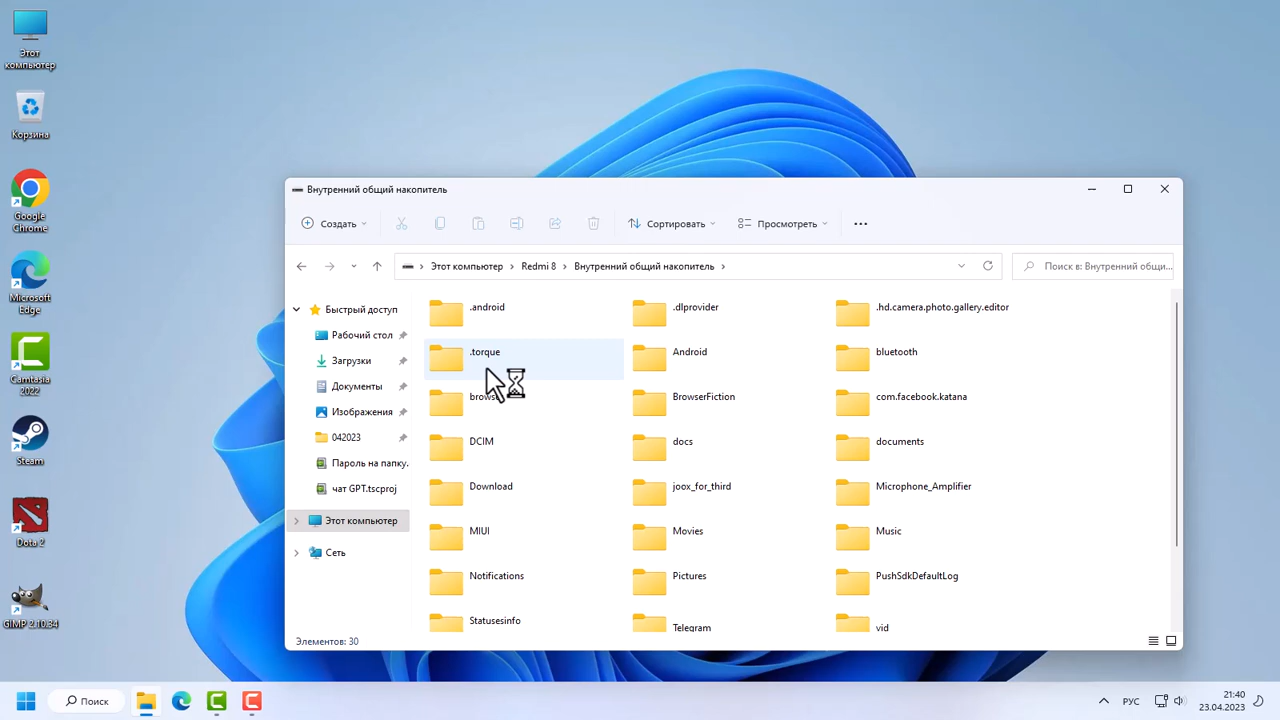 Этот
компьютер
Корзина
Google
Chrome
Microsoft
Edge
Camtasia
2022
Steam
Dota 2
GIMP 2.10.34
Внутренний общий накопитель
Создать
Сортировать
Просмотреть
Этот компьютер
Redmi 8
Внутренний общий накопитель
Поиск в: Внутренний общи...
Быстрый доступ
Рабочий стол
Загрузки
Документы
Изображения
042023
Пароль на папку.
чат GPT.tscproj
Этот компьютер
Сеть
.android
.dlprovider
.hd.camera.photo.gallery.editor
.torque
Android
bluetooth
BrowserFiction
com.facebook.katana
DCIM
docs
documents
Download
joox_for_third
Microphone_Amplifier
MIUI
Movies
Music
Notifications
Pictures
PushSdkDefaultLog
Statusesinfo
Telegram
vid
Элементов: 30
Поиск
РУС
21:40
23.04.2023